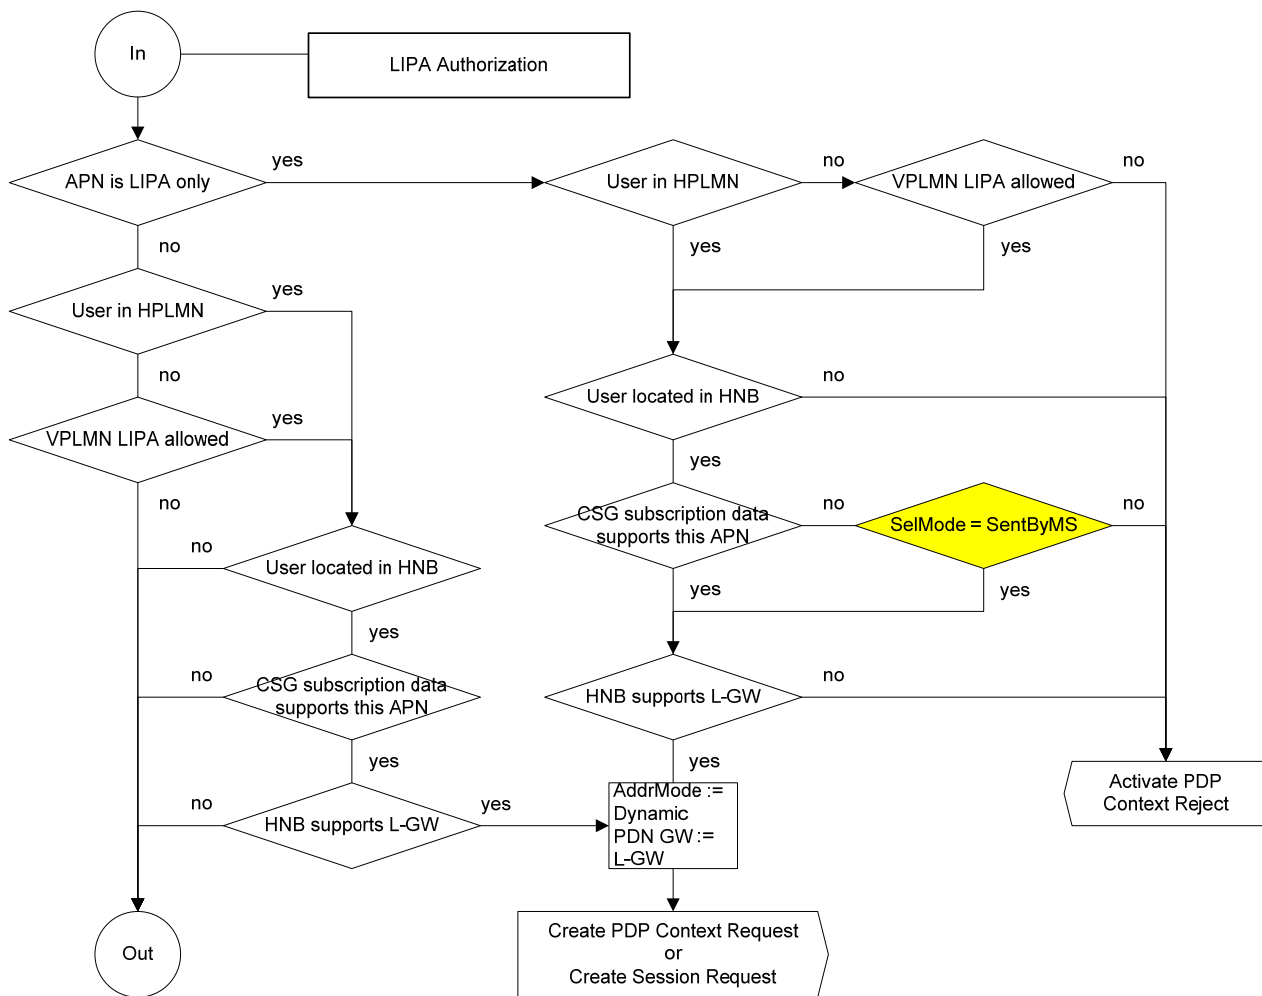 In
LIPA Authorization
APN is LIPA only
yes
User in HPLMN
no
VPLMN LIPA allowed
no
no
yes
yes
User in HPLMN
yes
no
VPLMN LIPA allowed
yes
no
User located in HNB
no
yes
CSG subscription data
supports this APN
no
SelMode = SentByMS
no
yes
yes
no
User located in HNB
yes
no
CSG subscription data
supports this APN
yes
HNB supports L-GW
no
yes
no
HNB supports L-GW
yes
AddrMode :=
Dynamic
PDN GW :=
L-GW
Activate PDP
Context Reject
Out
Create PDP Context Request
or
Create Session Request